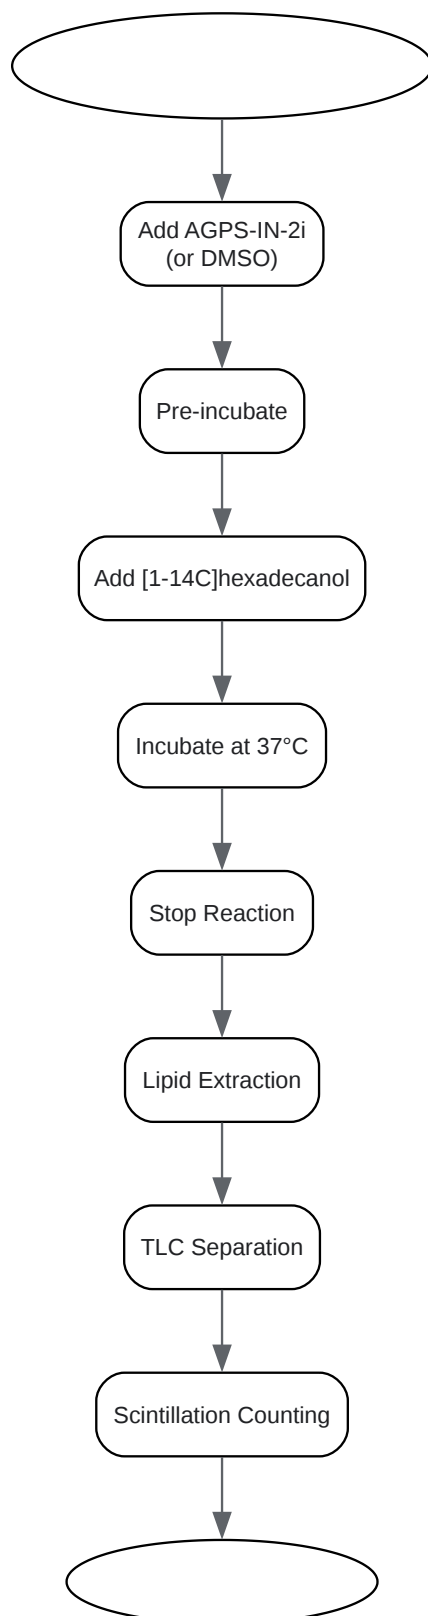 Add AGPS-IN-2i
(or DMSO)
Pre-incubate
Add [1-14C]hexadecanol
Incubate at 37°C
Stop Reaction
Lipid Extraction
TLC Separation
Scintillation Counting